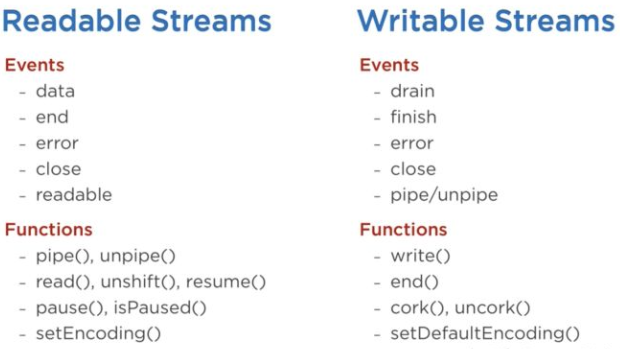 Readable Streams
Events
- data
- end
- error
- close
- readable
Functions
- pipe(), unpipe()
- read(), unshift(), resume()
- pause(), isPaused()
- setEncoding()
Writable Streams
Events
- drain
- finish
- error
- close
- pipe/unpipe
Functions
- write()
- end()
- cork(), uncork()
- setDefaultEncoding()